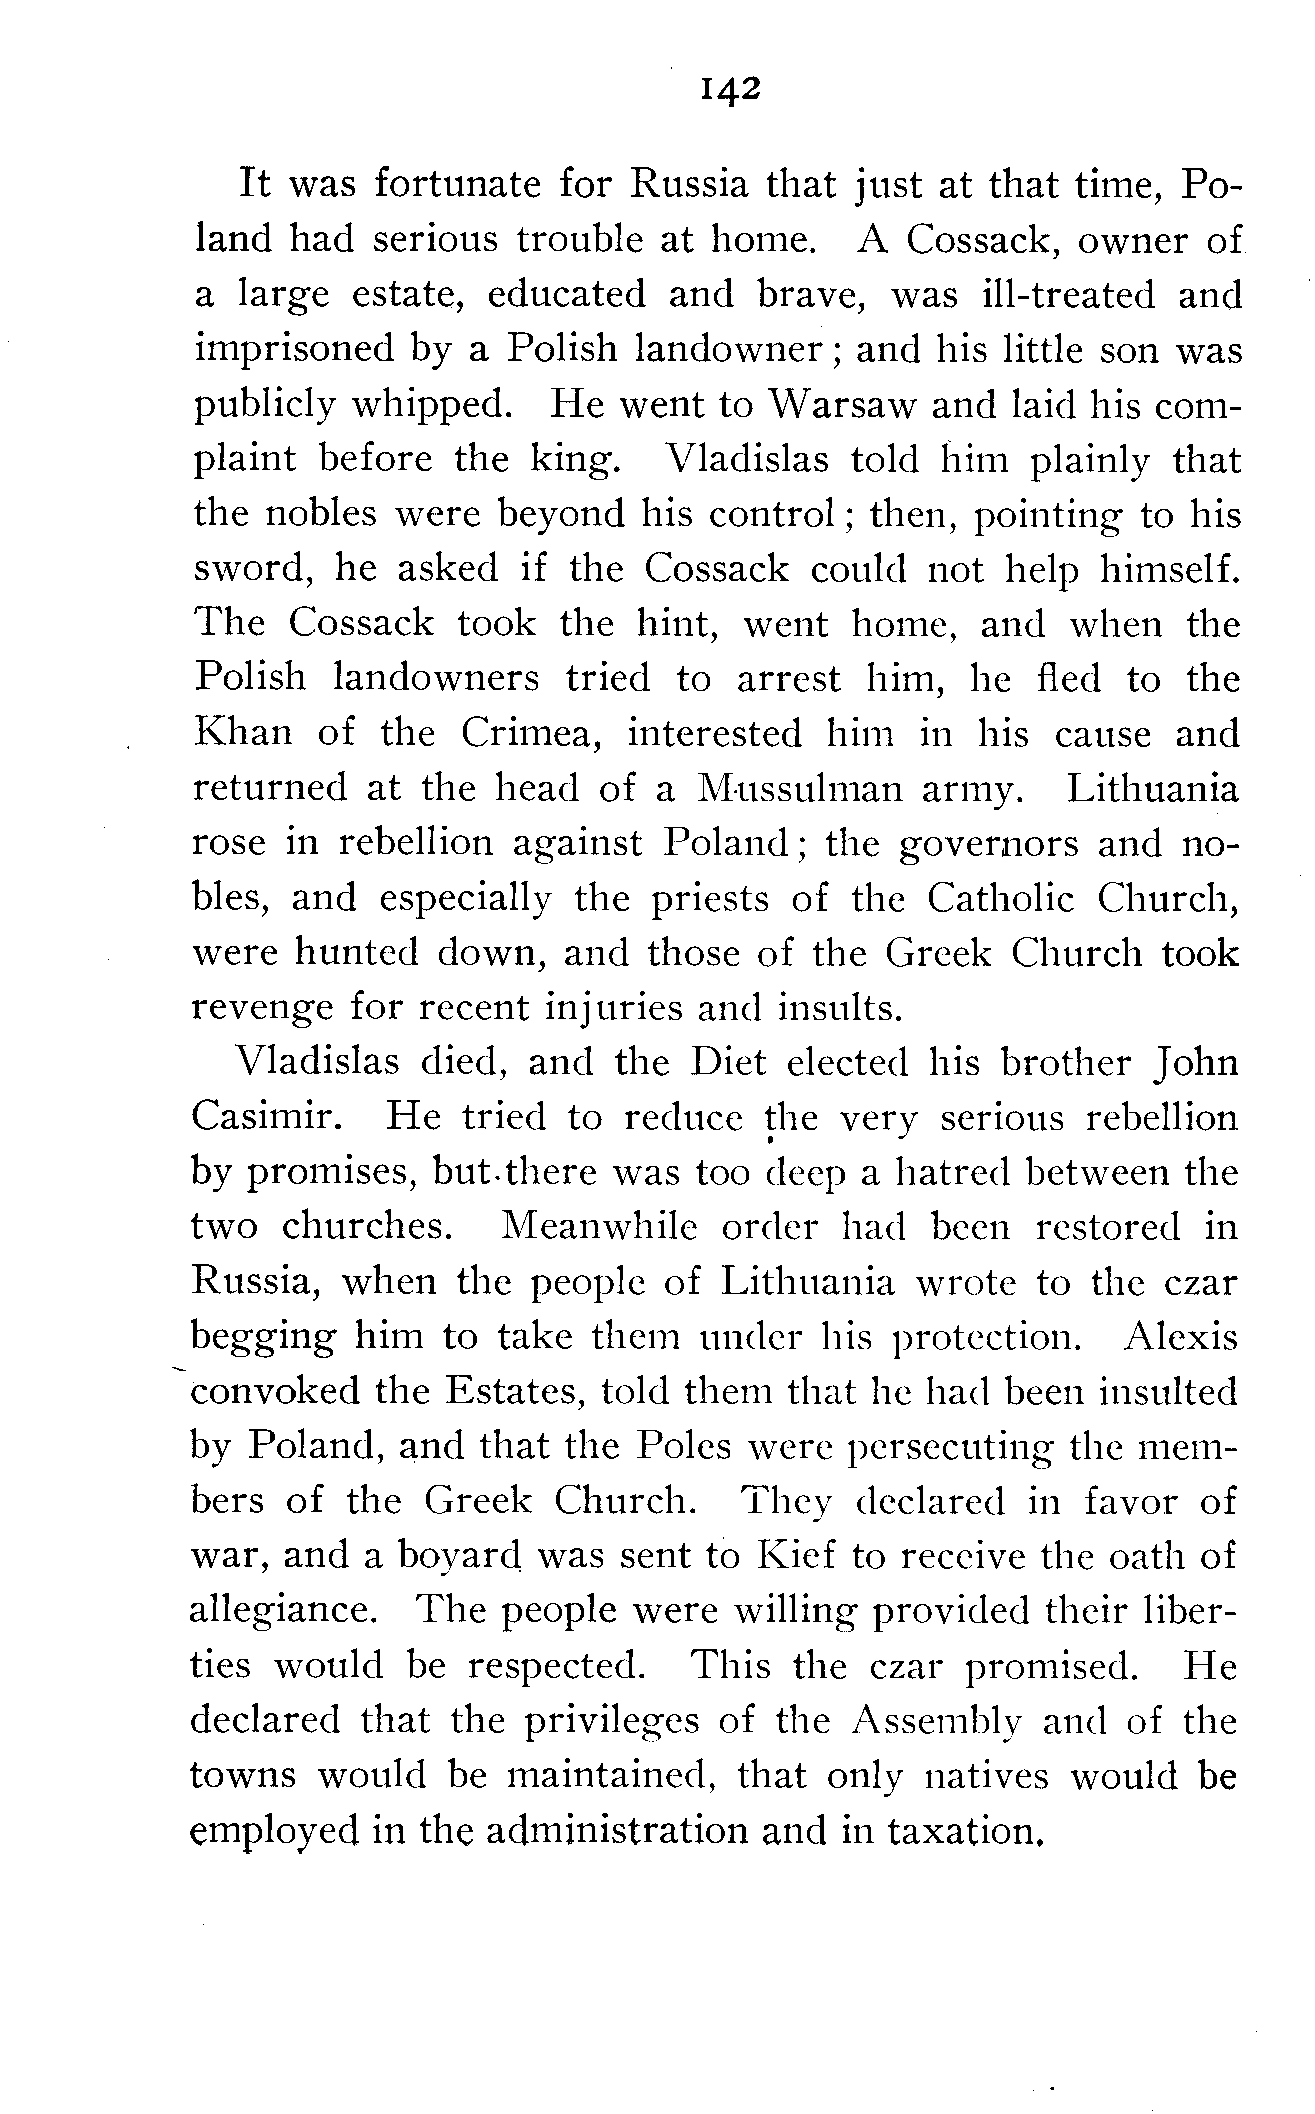 142
It was fortunate for Russia that just at that time, Po-
land had serious trouble at home. A Cossack, owner of
a large estate, educated and brave, was ill-treated and
imprisoned by a Polish landowner; and his little son was
publicly whipped. He went to Warsaw and laid his com-
plaint before the king. Vladislas told him plainly that
the nobles were beyond his control; then, pointing to his
sword, he asked if the Cossack could not help himself.
The Cossack took the hint, went home, and when the
Polish landowners tried to arrest him, he fled to the
Khan of the Crimea, interested him in his cause and
returned at the head of a Mussulman army. Lithuania
rose in rebellion against Poland; the governors and no-
bles, and especially the priests of the Catholic Church,
were hunted down, and those of the Greek Church took
revenge for recent injuries and insults.
Vladislas died, and the Diet elected his brother John
Casimir. He tried to reduce the very serious rebellion
by promises, but there was too deep a hatred between the
two churches. Meanwhile order had been restored in
Russia, when the people of Lithuania wrote to the czar
begging him to take them under his protection. Alexis
convoked the Estates, told them that he had been insulted
by Poland, and that the Poles were persecuting the mem-
bers of the Greek Church. They declared in favor of
war, and a boyard was sent to Kief to receive the oath of
allegiance. The people were willing provided their liber-
ties would be respected. This the czar promised. He
declared that the privileges of the Assembly and of the
towns would be maintained, that only natives would be
employed in the administration and in taxation.